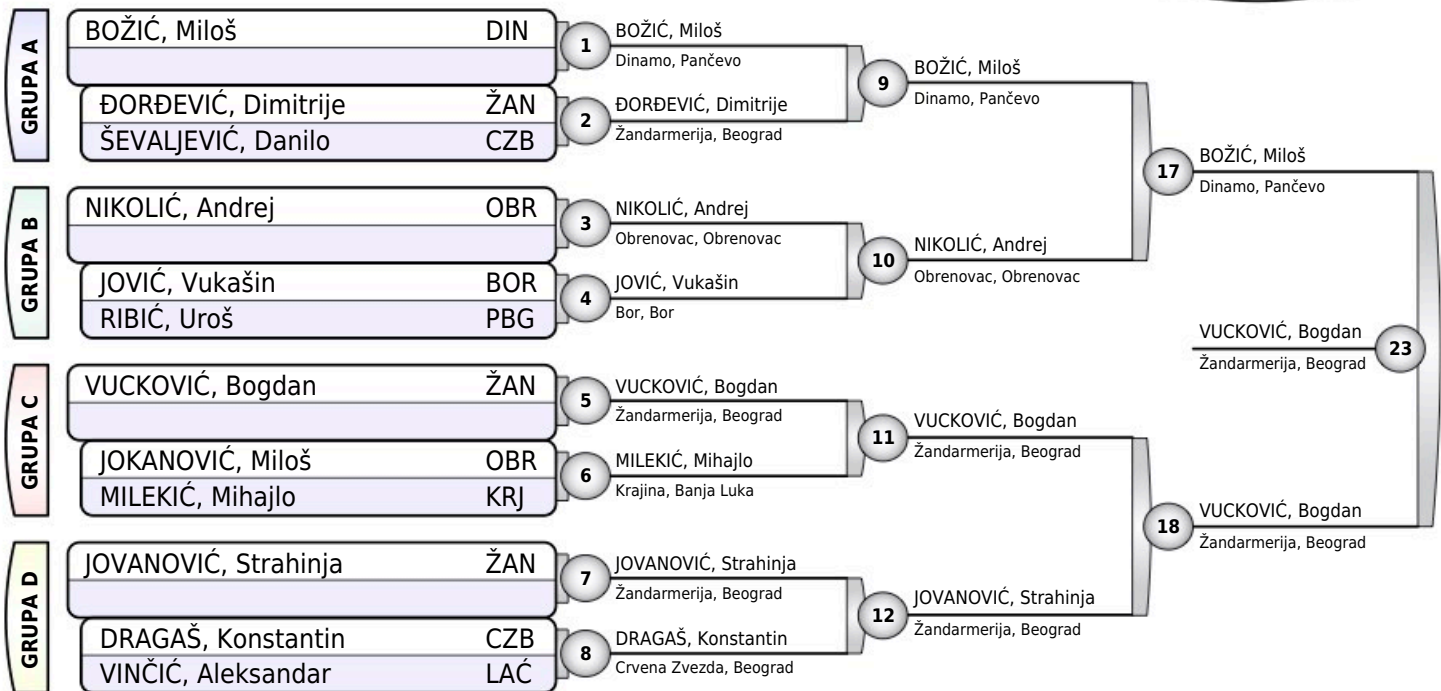 GRUPA A
BOŽIĆ, Miloš DIN
ĐORĐEVIĆ, Dimitrije ŽAN
ŠEVALJEVIĆ, Danilo CZB
GRUPA B
NIKOLIĆ, Andrej OBR
JOVIĆ, Vukašin BOR
RIBIĆ, Uroš PBG
GRUPA C
VUCKOVIĆ, Bogdan ŽAN
JOKANOVIĆ, Miloš OBR
MILEKIĆ, Mihajlo KRJ
GRUPA D
JOVANOVIĆ, Strahinja ŽAN
DRAGAŠ, Konstantin CZB
VINČIĆ, Aleksandar LAĆ
1 BOŽIĆ, Miloš
Dinamo, Pančevo
2 ĐORĐEVIĆ, Dimitrije
Žandarmerija, Beograd
3 NIKOLIĆ, Andrej
Obrenovac, Obrenovac
4 JOVIĆ, Vukašin
Bor, Bor
5 VUCKOVIĆ, Bogdan
Žandarmerija, Beograd
6 MILEKIĆ, Mihajlo
Krajina, Banja Luka
7 JOVANOVIĆ, Strahinja
Žandarmerija, Beograd
8 DRAGAŠ, Konstantin
Crvena Zvezda, Beograd
9 BOŽIĆ, Miloš
Dinamo, Pančevo
10 NIKOLIĆ, Andrej
Obrenovac, Obrenovac
11 VUCKOVIĆ, Bogdan
Žandarmerija, Beograd
12 JOVANOVIĆ, Strahinja
Žandarmerija, Beograd
17 BOŽIĆ, Miloš
Dinamo, Pančevo
18 VUCKOVIĆ, Bogdan
Žandarmerija, Beograd
VUCKOVIĆ, Bogdan 23
Žandarmerija, Beograd